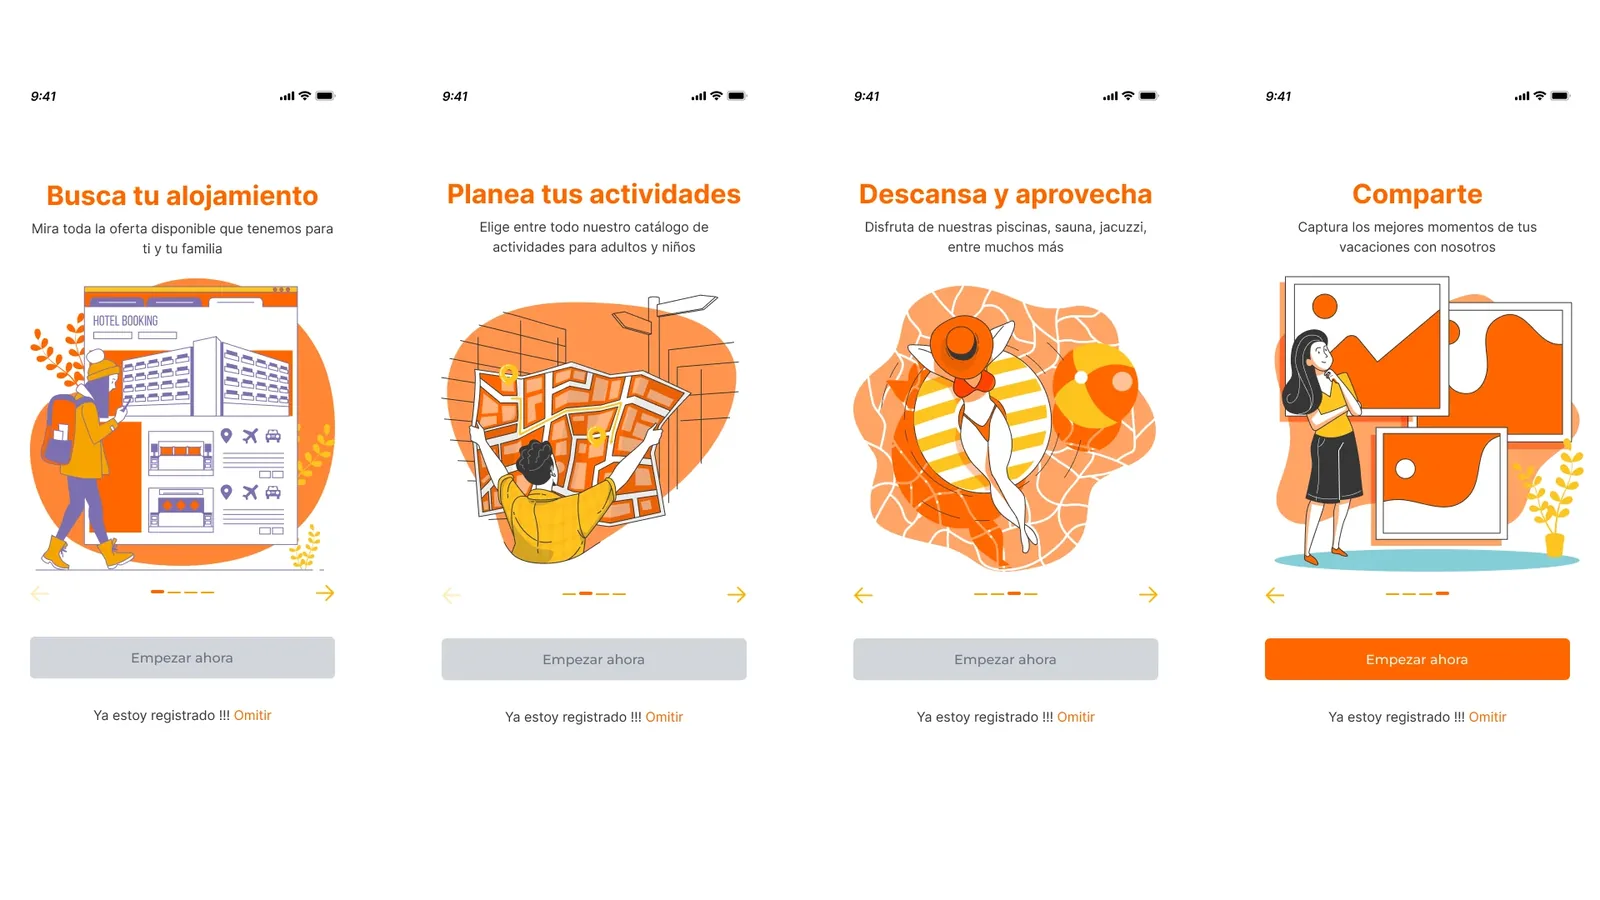 9:41
Busca tu alojamiento
Mira toda la oferta disponible que tenemos para
ti y tu familia
HOTEL BOOKING
Empezar ahora
Ya estoy registrado !!! Omitir
9:41
Planea tus actividades
Elige entre todo nuestro catálogo de
actividades para adultos y niños
Empezar ahora
Ya estoy registrado !!! Omitir
9:41
Descansa y aprovecha
Disfruta de nuestras piscinas, sauna, jacuzzi,
entre muchos más
Empezar ahora
Ya estoy registrado !!! Omitir
9:41
Comparte
Captura los mejores momentos de tus
vacaciones con nosotros
Empezar ahora
Ya estoy registrado !!! Omitir